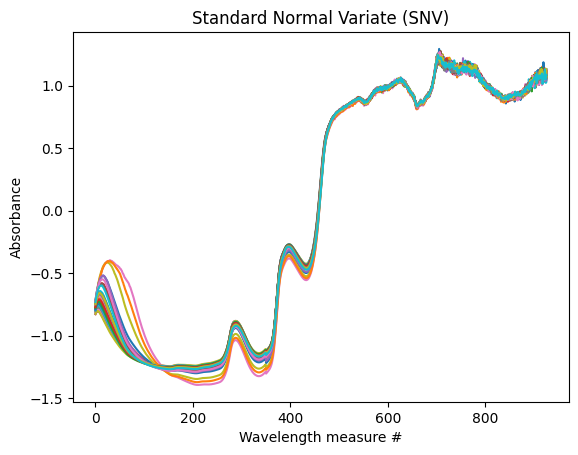 Standard Normal Variate (SNV)
1.0
0.5
0.0
−0.5
−1.0
−1.5
Absorbance
0 200 400 600 800
Wavelength measure #